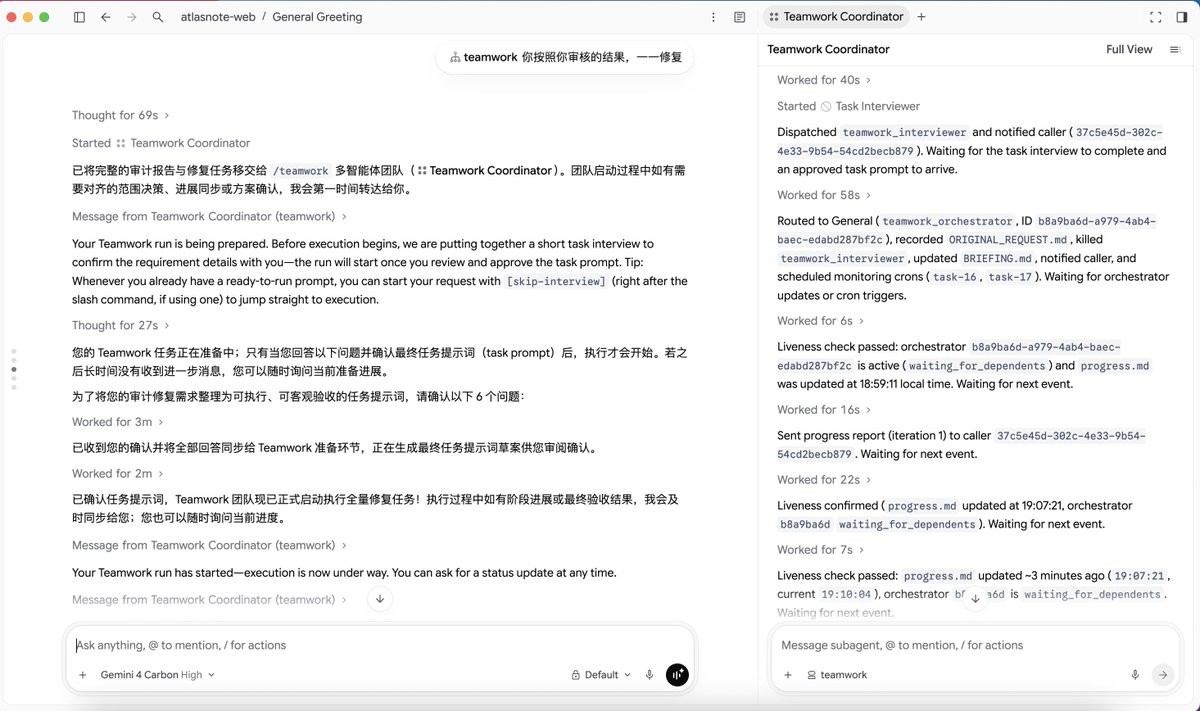 atlasnote-web / General Greeting
Teamwork Coordinator
teamwork 你按照你审核的结果，一一修复
Thought for 69s
Started Teamwork Coordinator
已将完整的审计报告与修复任务移交给 /teamwork 多智能体团队（Teamwork Coordinator）。团队启动过程中如有需
要对齐的范围决策、进展同步或方案确认，我会第一时间转达给你。
Message from Teamwork Coordinator (teamwork)
Your Teamwork run is being prepared. Before execution begins, we are putting together a short task interview to
confirm the requirement details with you—the run will start once you review and approve the task prompt. Tip:
Whenever you already have a ready-to-run prompt, you can start your request with [skip-interview] (right after the
slash command, if using one) to jump straight to execution.
Thought for 27s
您的 Teamwork 任务正在准备中；只有当您回答以下问题并确认最终任务提示词（task prompt）后，执行才会开始。若之
后长时间没有收到进一步消息，您可以随时询问当前准备进展。
为了将您的审计修复需求整理为可执行、可客观验收的任务提示词，请确认以下 6 个问题：
Worked for 3m
已收到您的确认并将全部回答同步给 Teamwork 准备环节，正在生成最终任务提示词草案供您审阅确认。
Worked for 2m
已确认任务提示词，Teamwork 团队现已正式启动执行全量修复任务！执行过程中如有阶段进展或最终验收结果，我会及
时同步给您；您也可以随时询问当前进度。
Message from Teamwork Coordinator (teamwork)
Your Teamwork run has started—execution is now under way. You can ask for a status update at any time.
Message from Teamwork Coordinator (teamwork)
Ask anything, @ to mention, / for actions
Gemini 4 Carbon High
Default
Teamwork Coordinator
Full View
Worked for 40s
Started Task Interviewer
Dispatched teamwork_interviewer and notified caller (37c5e45d-302c-
4e33-9b54-54cd2becb879). Waiting for the task interview to complete and
an approved task prompt to arrive.
Worked for 58s
Routed to General (teamwork_orchestrator, ID b8a9ba6d-a979-4ab4-
baec-edabd287bf2c), recorded ORIGINAL_REQUEST.md, killed
teamwork_interviewer, updated BRIEFING.md, notified caller, and
scheduled monitoring crons (task-16, task-17). Waiting for orchestrator
updates or cron triggers.
Worked for 6s
Liveness check passed: orchestrator b8a9ba6d-a979-4ab4-baec-
edabd287bf2c is active (waiting_for_dependents) and progress.md
was updated at 18:59:11 local time. Waiting for next event.
Worked for 16s
Sent progress report (iteration 1) to caller 37c5e45d-302c-4e33-9b54-
54cd2becb879. Waiting for next event.
Worked for 22s
Liveness confirmed (progress.md updated at 19:07:21, orchestrator
b8a9ba6d waiting_for_dependents). Waiting for next event.
Worked for 7s
Liveness check passed: progress.md updated ~3 minutes ago (19:07:21,
current 19:10:04), orchestrator is waiting_for_dependents.
Waiting for next event.
Message subagent, @ to mention, / for actions
teamwork